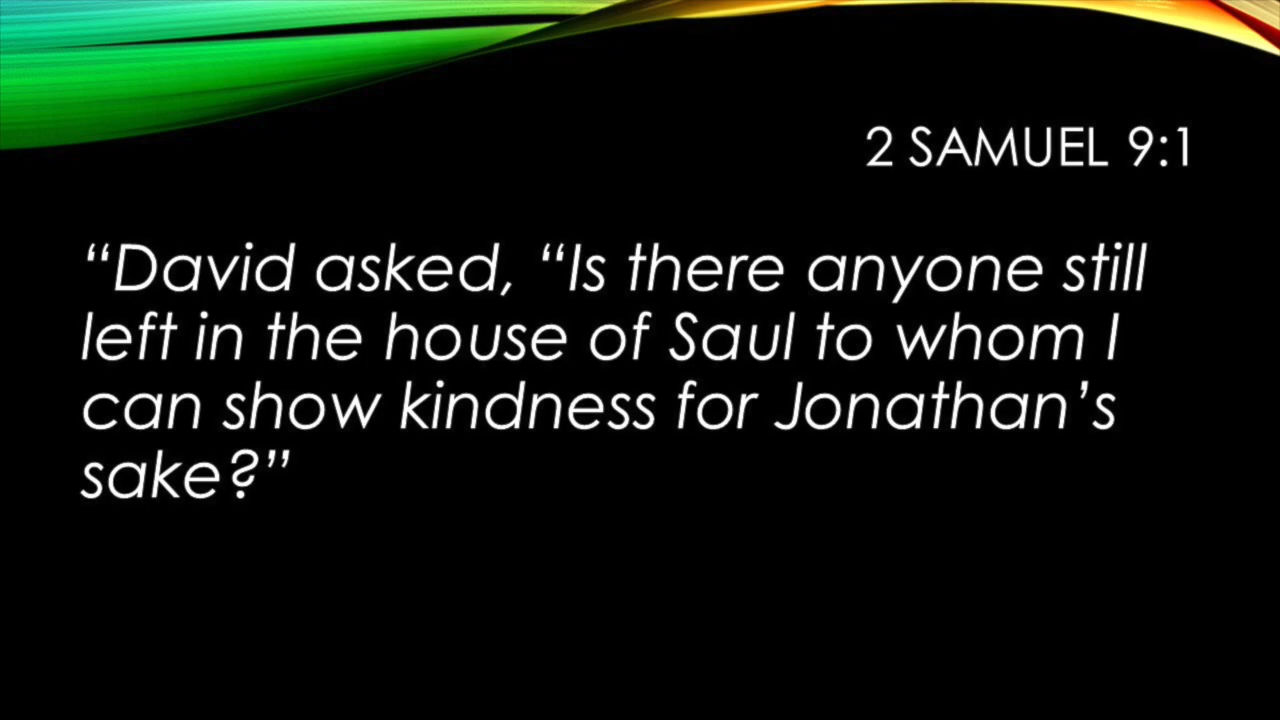 2 SAMUEL 9:1
“David asked, “Is there anyone still
left in the house of Saul to whom I
can show kindness for Jonathan’s
sake?”